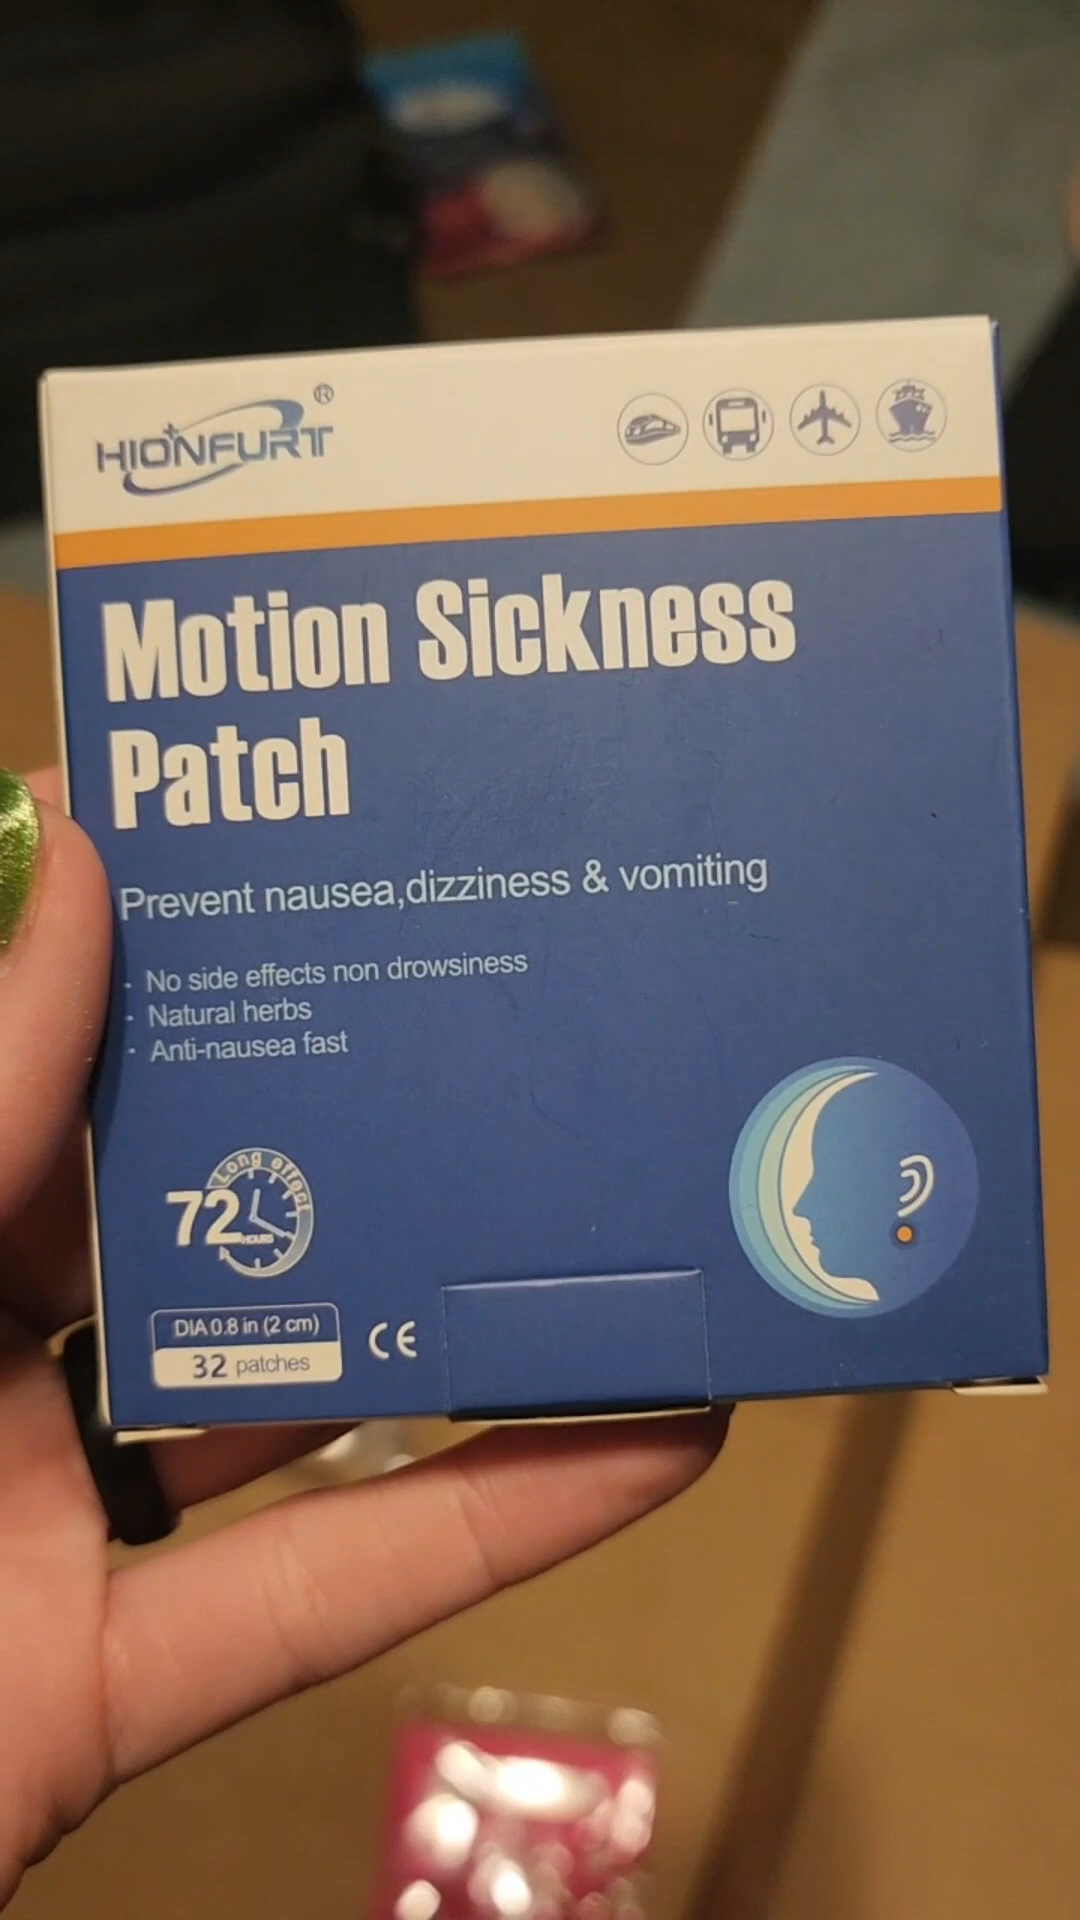 HIONFURT®
Motion Sickness
Patch
Prevent nausea,dizziness & vomiting
· No side effects non drowsiness
· Natural herbs
· Anti-nausea fast
Long effect
72 HOURS
DIA 0.8 in (2 cm)
32 patches
CE